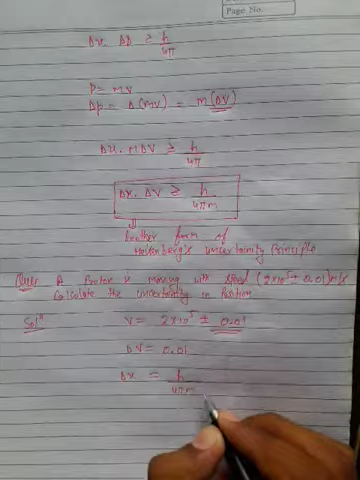 Page No.
Δx. Δp ≥ h/4π
P = mv
Δp = Δ(mv) = m(ΔV)
Δx. mΔV ≥ h/4π
Δx. ΔV ≥ h/4πm
Another form of
Heisenberg's uncertainity Principle
Ques: A Proton is moving with speed (2×10⁵ ± 0.01) m/s
Calculate the uncertainity in Position
Solⁿ V = 2×10⁵ ± 0.01
ΔV = 0.01
Δx = h/4πm